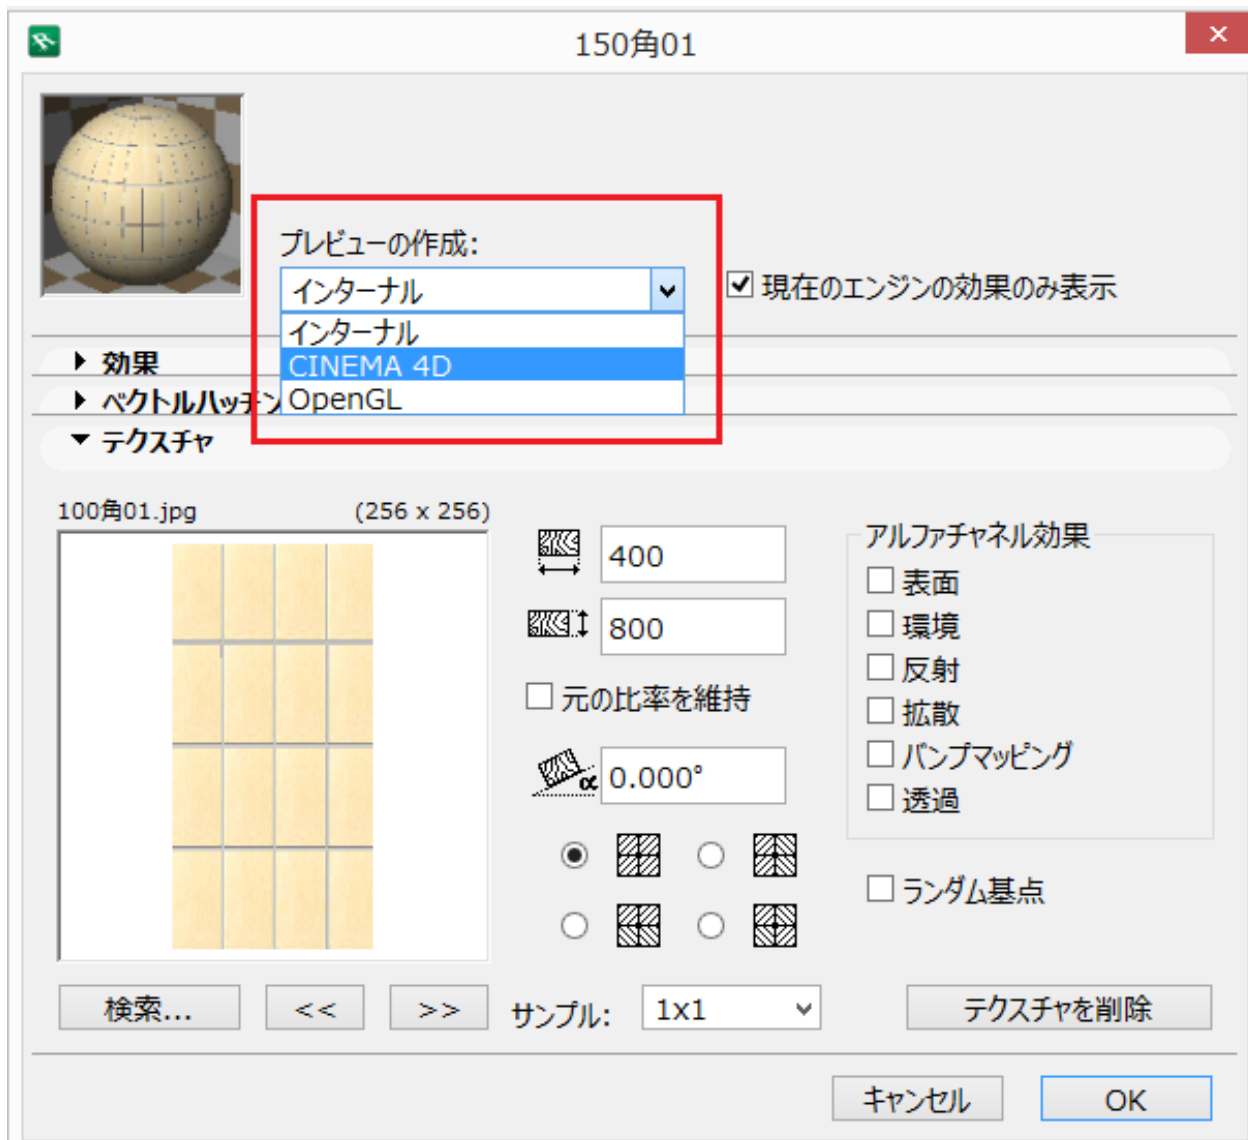 150角01
プレビューの作成:
インターナル
現在のエンジンの効果のみ表示
インターナル
CINEMA 4D
OpenGL
効果
ベクトルハッチン
テクスチャ
100角01.jpg (256 x 256)
400
800
元の比率を維持
α 0.000°
アルファチャネル効果
表面
環境
反射
拡散
バンプマッピング
透過
ランダム基点
検索... << >> サンプル: 1x1 テクスチャを削除
キャンセル OK